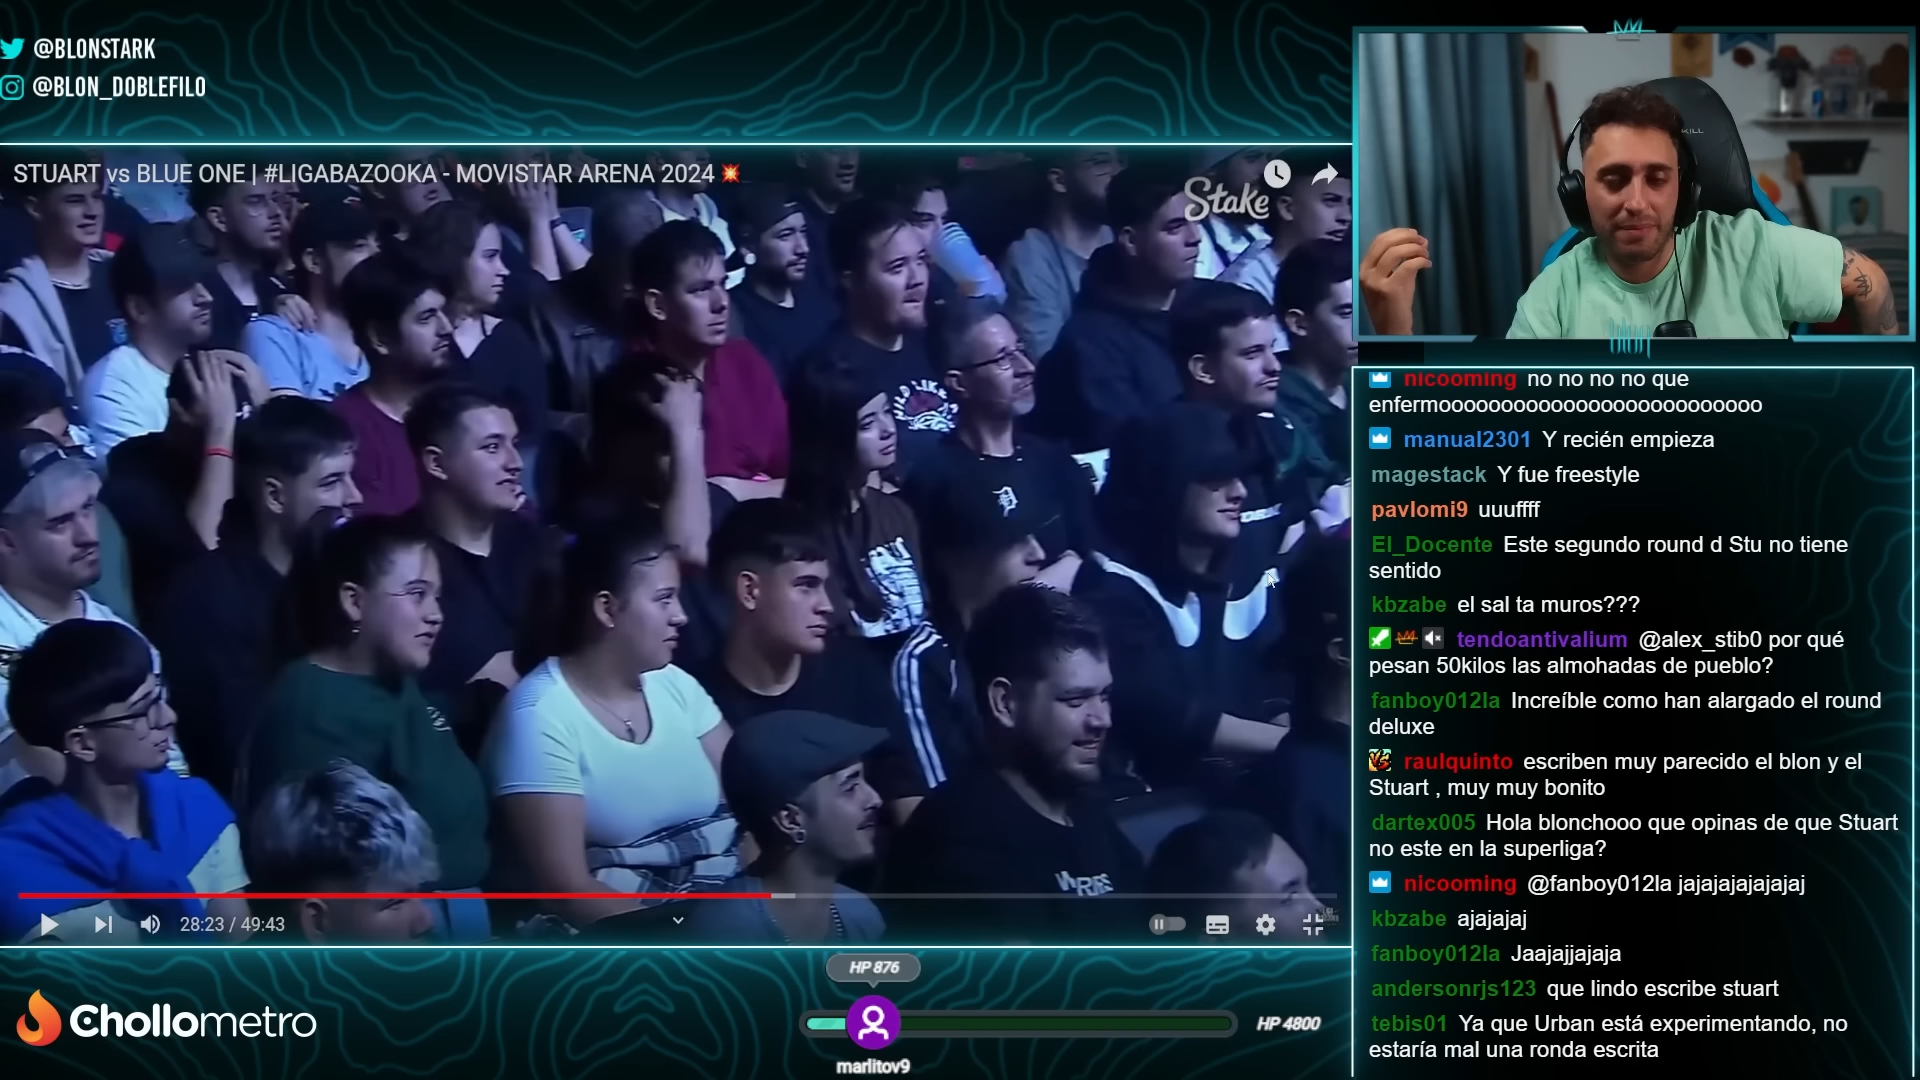 @BLONSTARK
@BLON_DOBLEFILO
STUART vs BLUE ONE | #LIGABAZOOKA - MOVISTAR ARENA 2024 💥
Stake
28:23 / 49:43
Chollometro
HP 876
HP 4800
marlitov9
nicooming no no no no que
enfermooooooooooooooooooooooooooo
manual2301 Y recién empieza
magestack Y fue freestyle
pavlomi9 uuuffff
El_Docente Este segundo round d Stu no tiene
sentido
kbzabe el sal ta muros???
tendoantivalium @alex_stib0 por qué
pesan 50kilos las almohadas de pueblo?
fanboy012la Increíble como han alargado el round
deluxe
raulquinto escriben muy parecido el blon y el
Stuart , muy muy bonito
dartex005 Hola blonchooo que opinas de que Stuart
no este en la superliga?
nicooming @fanboy012la jajajajajajajaj
kbzabe ajajajaj
fanboy012la Jaajajjajaja
andersonrjs123 que lindo escribe stuart
tebis01 Ya que Urban está experimentando, no
estaría mal una ronda escrita